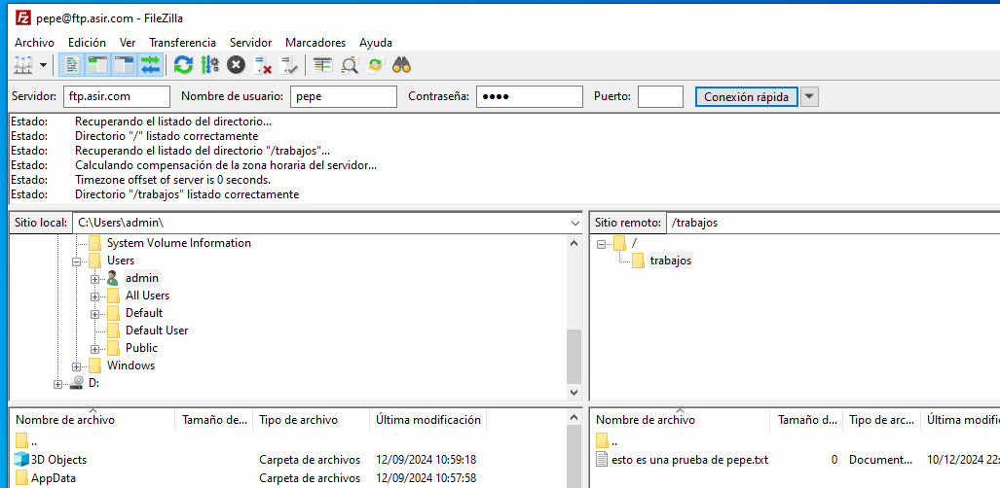 pepe@ftp.asir.com - FileZilla
Archivo Edición Ver Transferencia Servidor Marcadores Ayuda
Servidor: ftp.asir.com Nombre de usuario: pepe Contraseña: ●●●● Puerto: Conexión rápida
Estado: Recuperando el listado del directorio...
Estado: Directorio "/" listado correctamente
Estado: Recuperando el listado del directorio "/trabajos"...
Estado: Calculando compensación de la zona horaria del servidor...
Estado: Timezone offset of server is 0 seconds.
Estado: Directorio "/trabajos" listado correctamente
Sitio local: C:\Users\admin\
System Volume Information
Users
admin
All Users
Default
Default User
Public
Windows
D:
Sitio remoto: /trabajos
/
trabajos
Nombre de archivo Tamaño de... Tipo de archivo Última modificación
..
3D Objects Carpeta de archivos 12/09/2024 10:59:18
AppData Carpeta de archivos 12/09/2024 10:57:58
Nombre de archivo Tamaño d... Tipo de arc... Última modific
..
esto es una prueba de pepe.txt 0 Document... 10/12/2024 22: